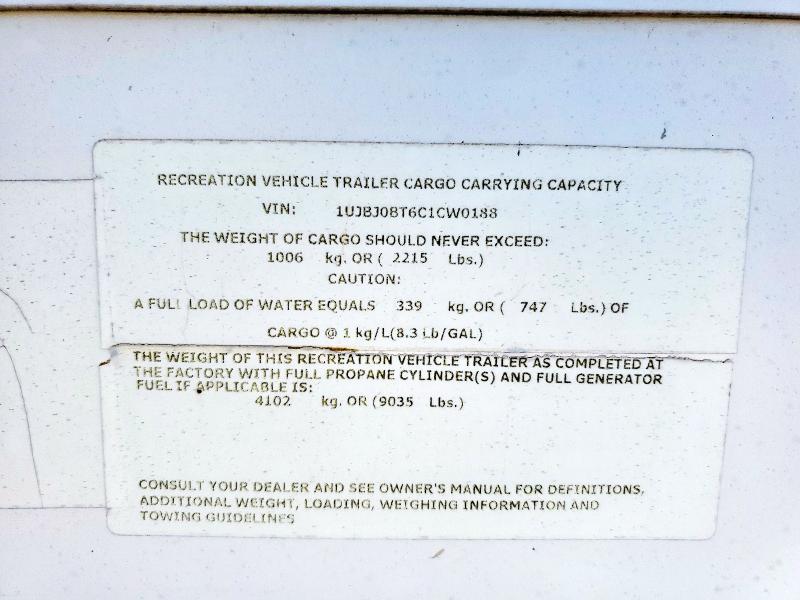 RECREATION VEHICLE TRAILER CARGO CARRYING CAPACITY
VIN: 1UJBJ0BT6C1CW0188
THE WEIGHT OF CARGO SHOULD NEVER EXCEED:
1006 kg. OR ( 2215 Lbs.)
CAUTION:
A FULL LOAD OF WATER EQUALS 339 kg. OR ( 747 Lbs.) OF
CARGO @ 1 kg/L(8.3 Lb/GAL)
THE WEIGHT OF THIS RECREATION VEHICLE TRAILER AS COMPLETED AT
THE FACTORY WITH FULL PROPANE CYLINDER(S) AND FULL GENERATOR
FUEL IF APPLICABLE IS:
4102 kg. OR (9035 Lbs.)
CONSULT YOUR DEALER AND SEE OWNER'S MANUAL FOR DEFINITIONS,
ADDITIONAL WEIGHT, LOADING, WEIGHING INFORMATION AND
TOWING GUIDELINES